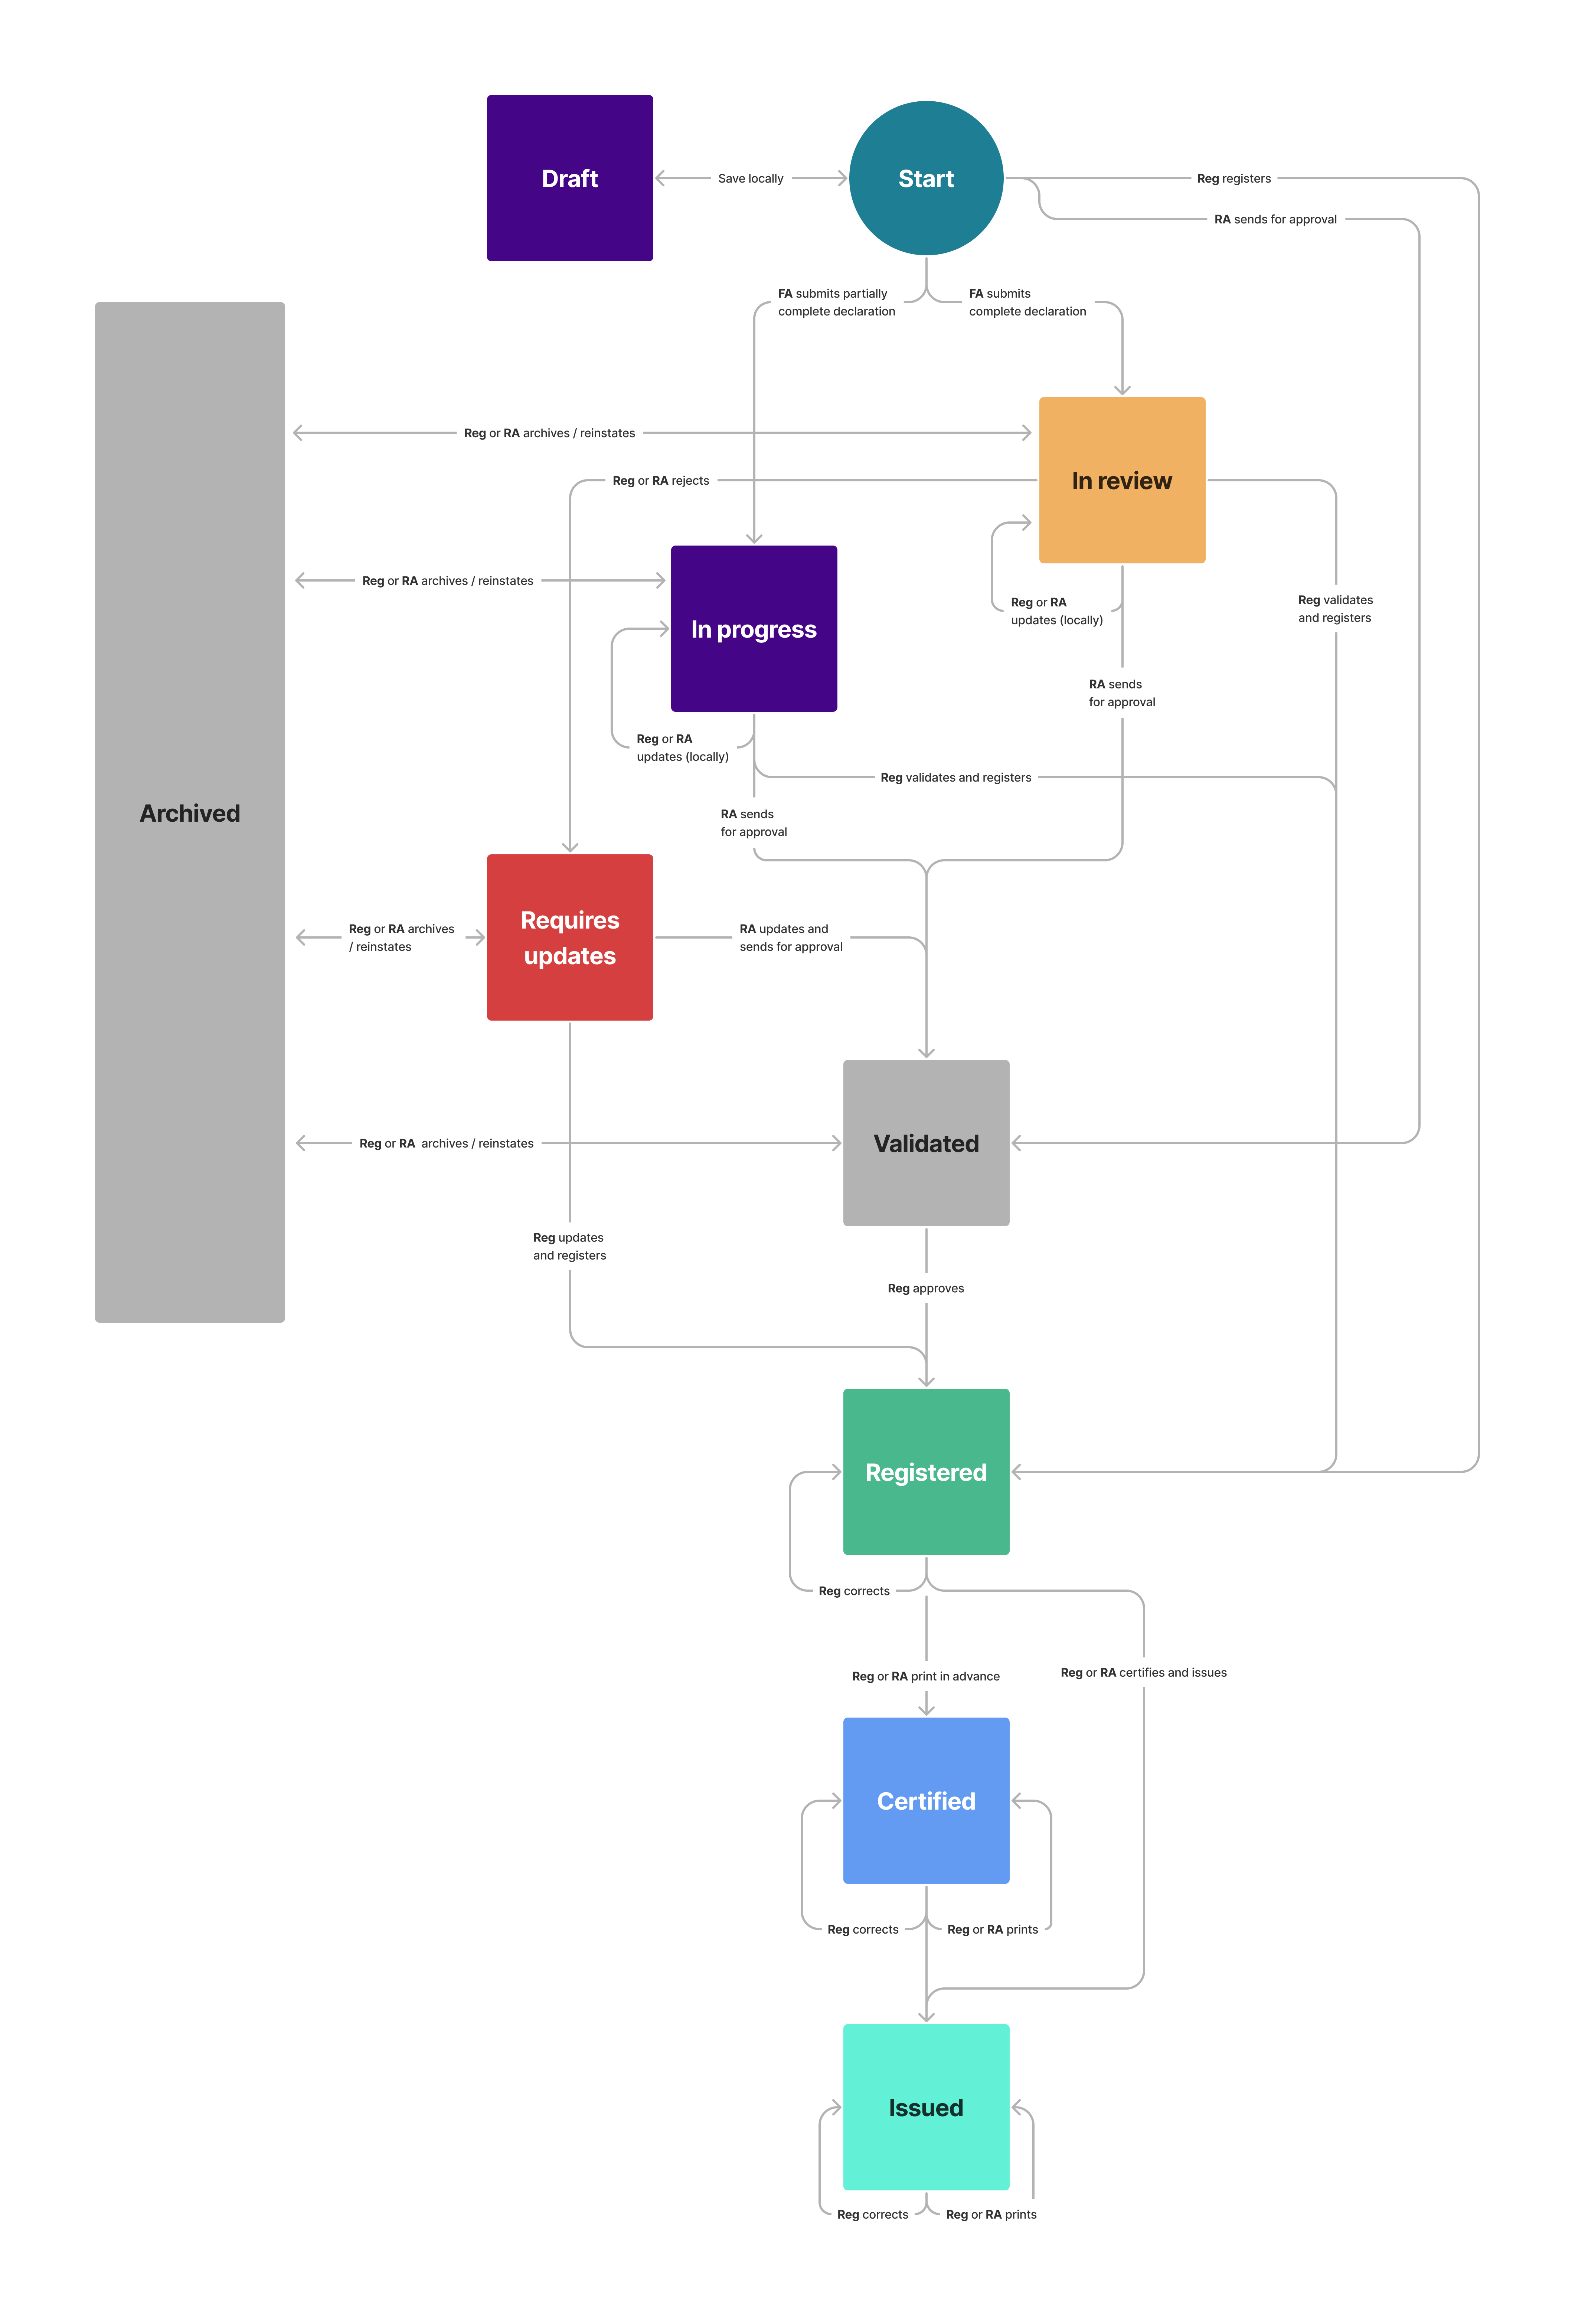 Draft
Save locally
Start
Reg registers
RA sends for approval
FA submits partially
complete declaration
FA submits
complete declaration
Reg or RA archives / reinstates
In review
Reg or RA rejects
Reg or RA archives / reinstates
Reg or RA
updates (locally)
Reg validates
and registers
In progress
RA sends
for approval
Reg or RA
updates (locally)
Reg validates and registers
RA sends
for approval
Archived
Requires
updates
Reg or RA archives
/ reinstates
RA updates and
sends for approval
Reg or RA archives / reinstates
Validated
Reg updates
and registers
Reg approves
Registered
Reg corrects
Reg or RA print in advance
Reg or RA certifies and issues
Certified
Reg corrects
Reg or RA prints
Issued
Reg corrects
Reg or RA prints